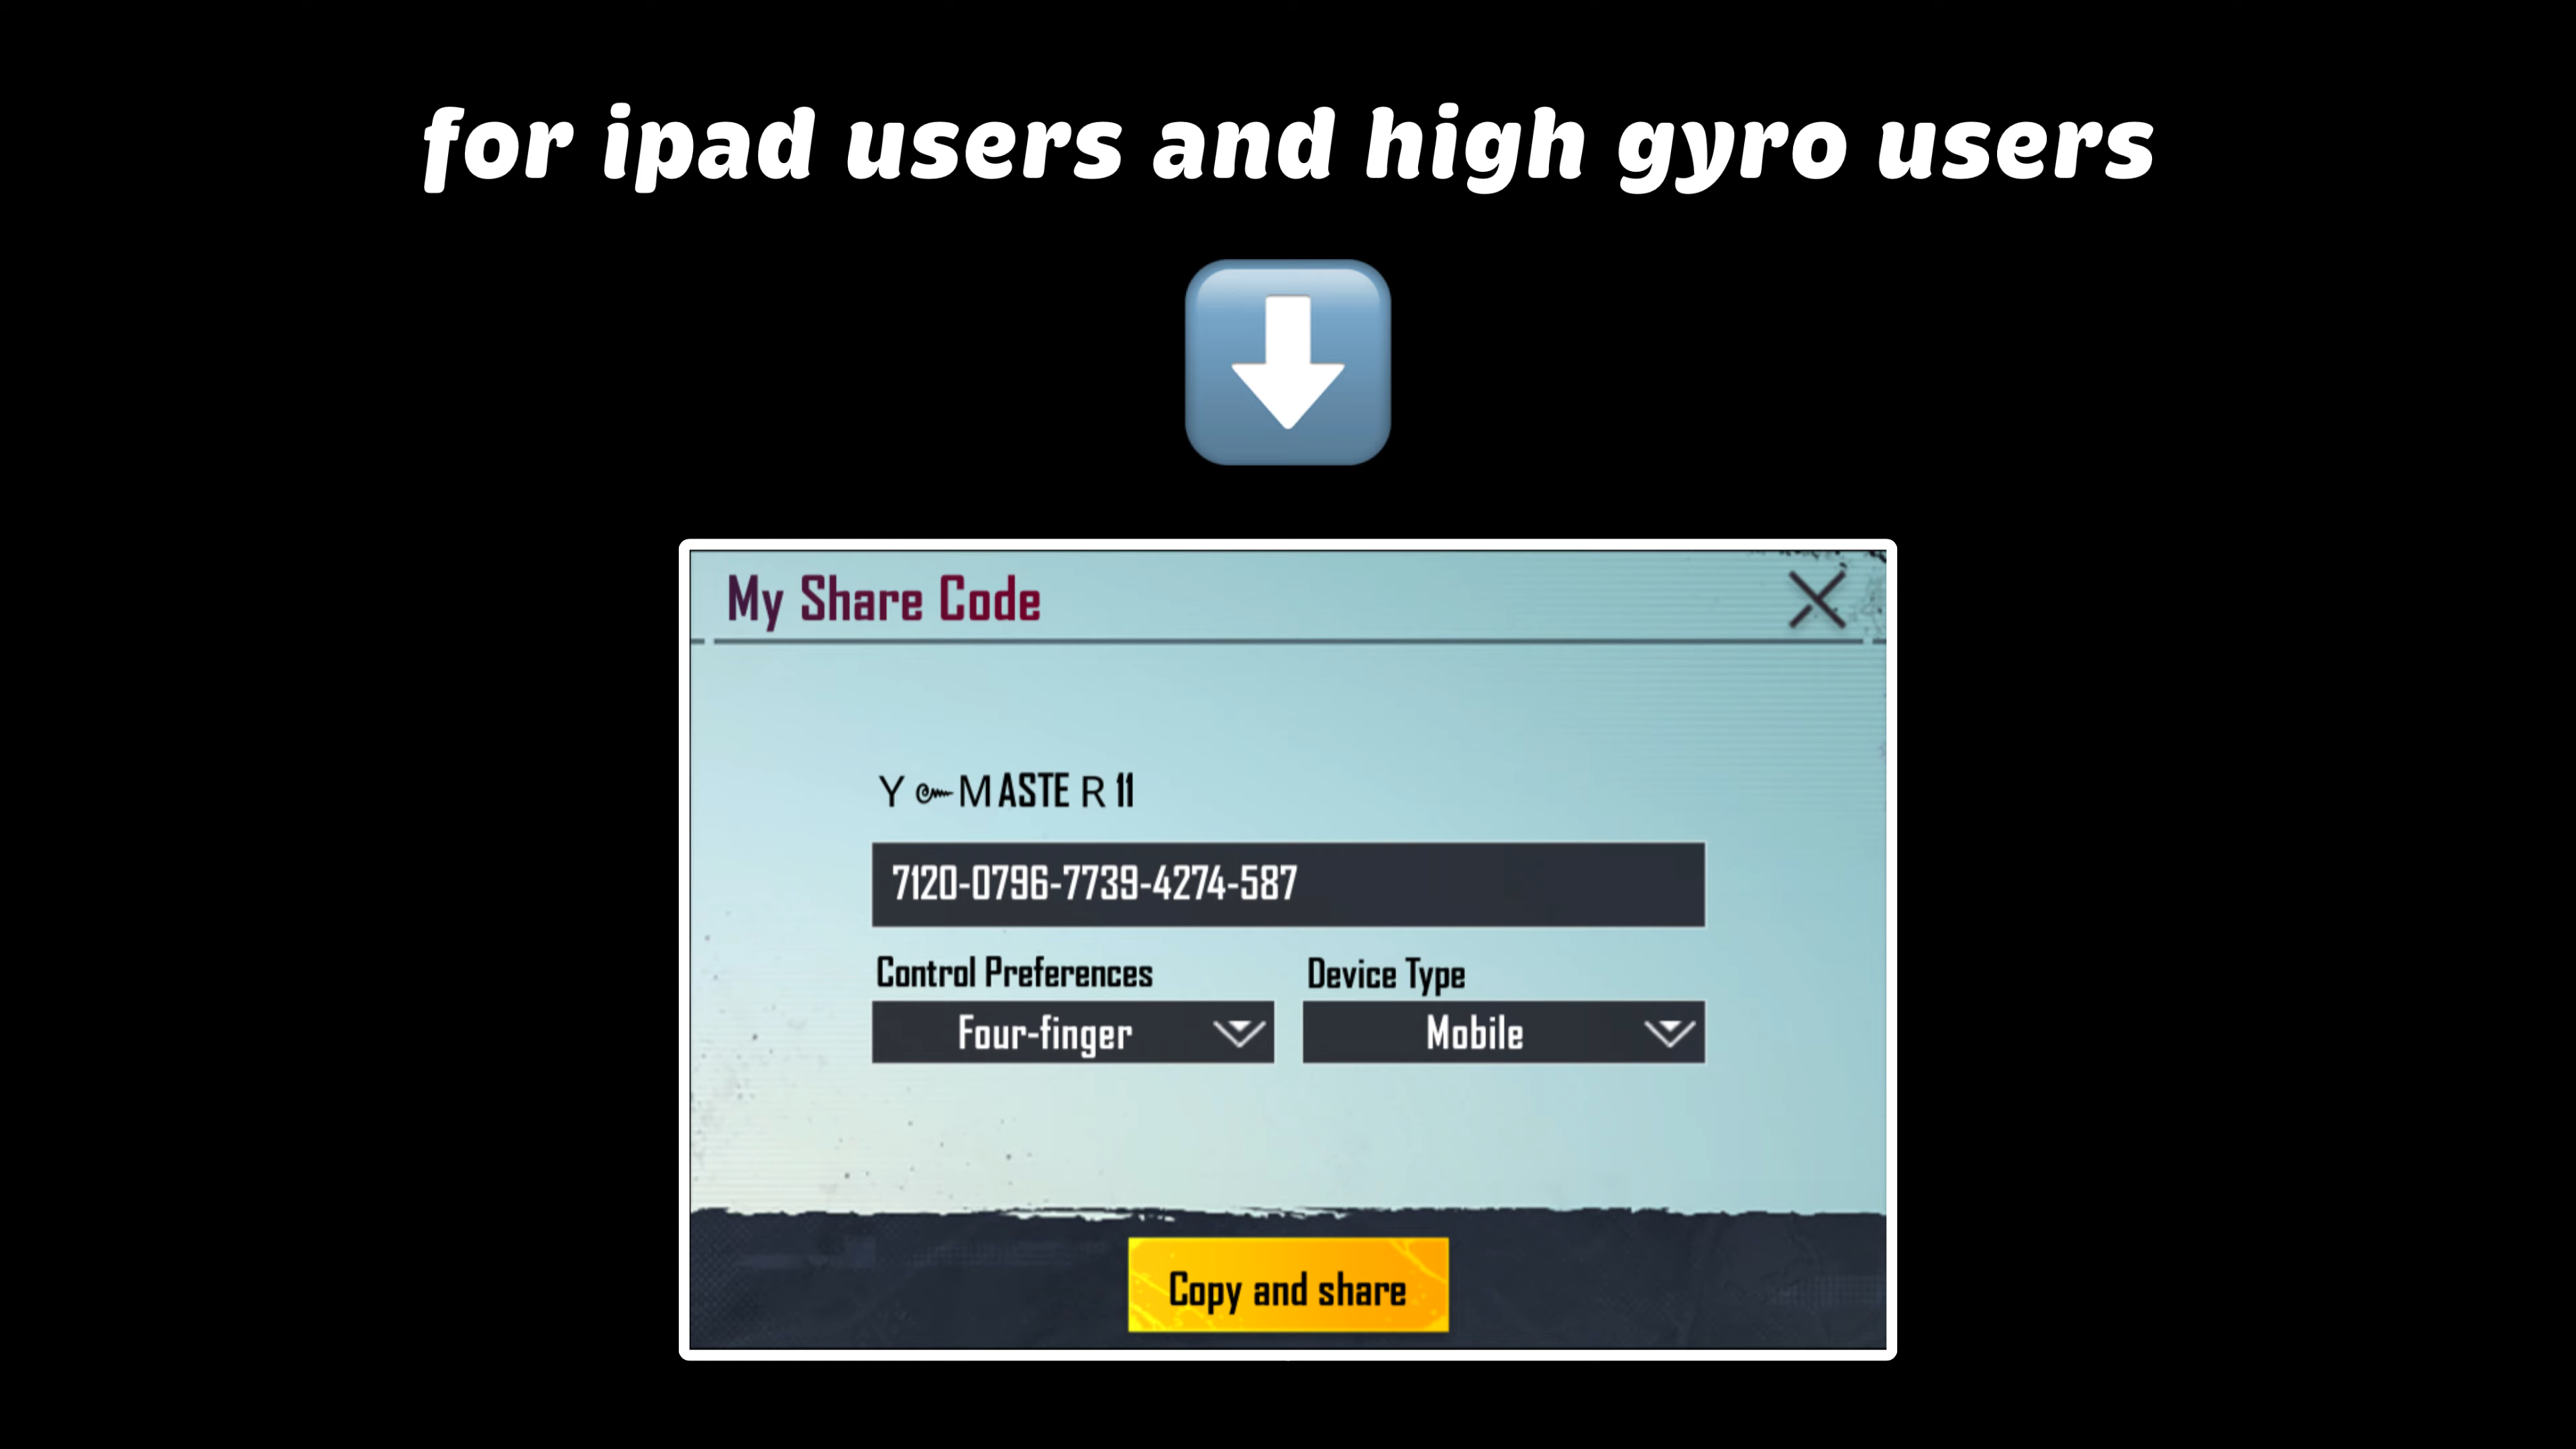 for ipad users and high gyro users
My Share Code
Y ๛MASTE R 11
7120-0796-7739-4274-587
Control Preferences
Device Type
Four-finger
Mobile
Copy and share